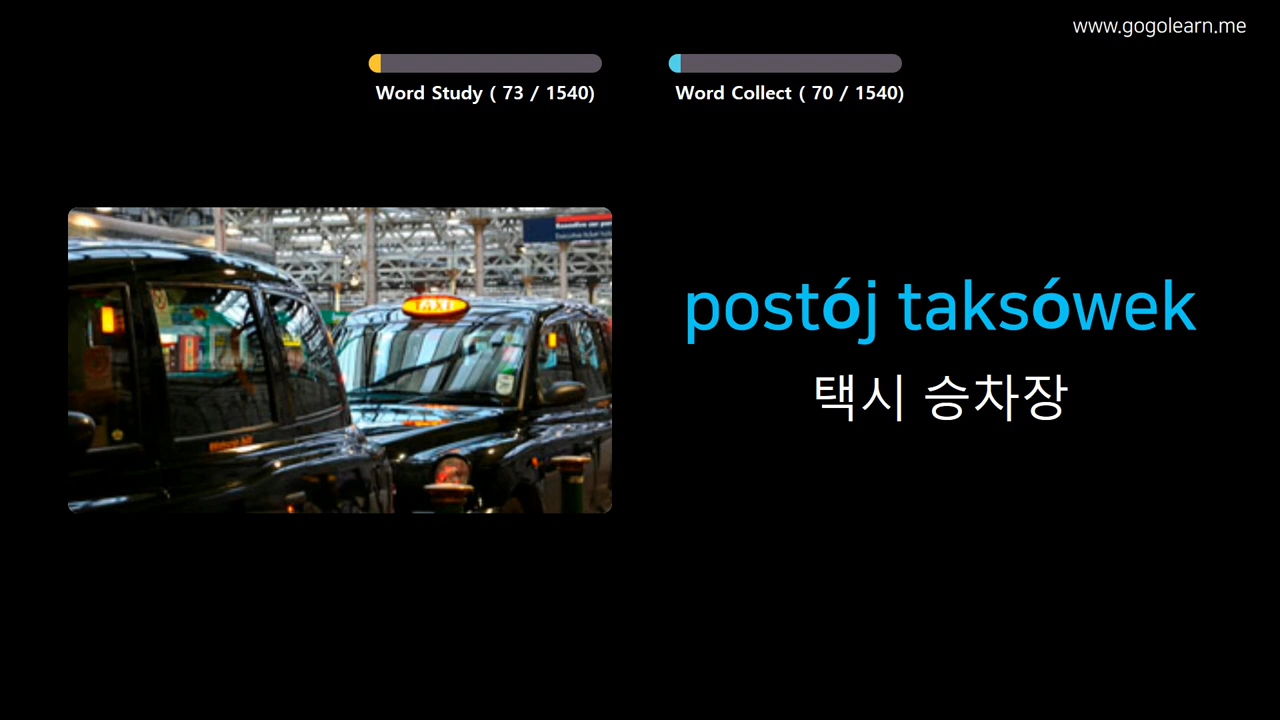 www.gogolearn.me
Word Study ( 73 / 1540)
Word Collect ( 70 / 1540)
TAXI
postój taksówek
택시 승차장